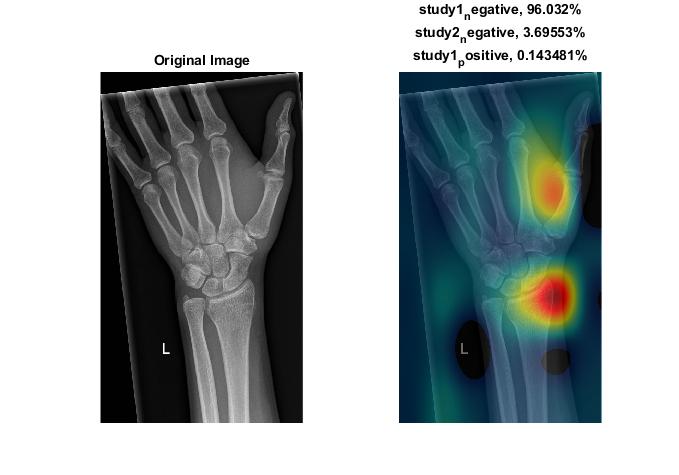 study1negative, 96.032%
study2negative, 3.69553%
study1positive, 0.143481%
Original Image
L
L